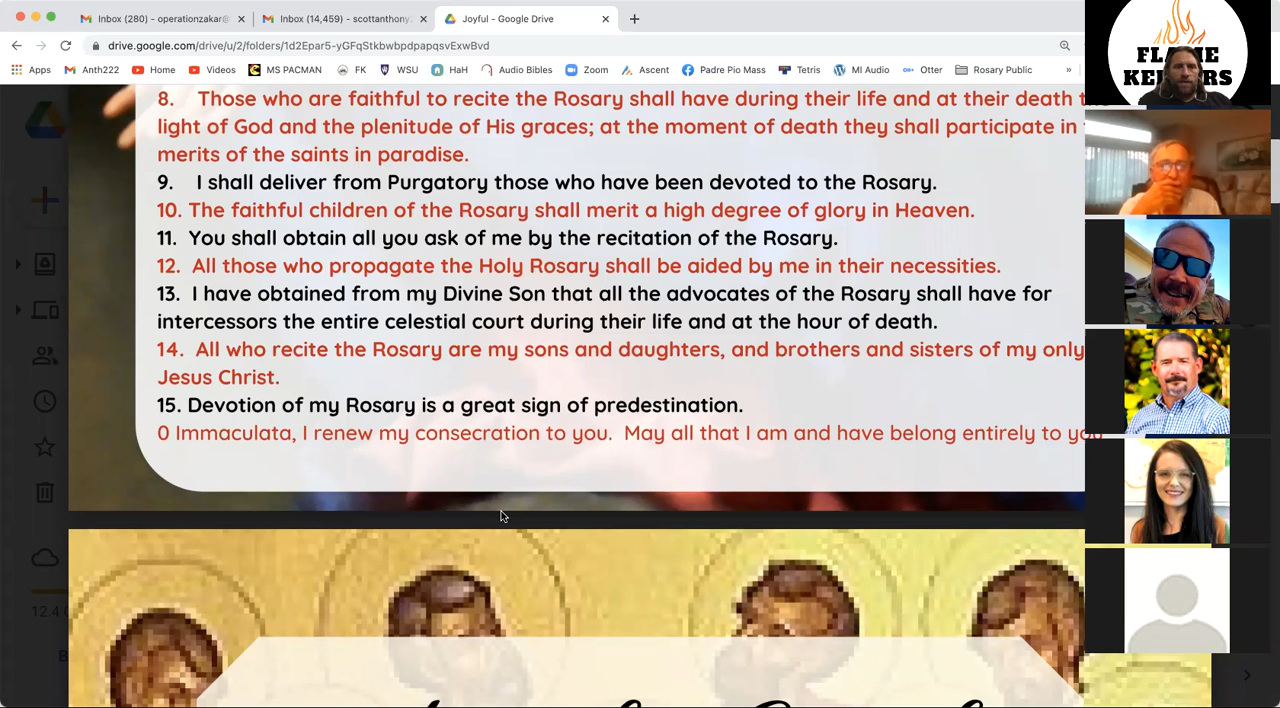 Inbox (280) - operationzakar@
Inbox (14,459) - scottanthony
Joyful - Google Drive
drive.google.com/drive/u/2/folders/1d2Epar5-yGFqStkbwbpdpapqsvExwBvd
Apps
Anth222
Home
Videos
MS PACMAN
FK
WSU
Hall
Audio Bibles
Zoom
Ascent
Padre Pio Mass
Tetris
MI Audio
Otter
Rosary Public
»
8. Those who are faithful to recite the Rosary shall have during their life and at their death
light of God and the plenitude of His graces; at the moment of death they shall participate in
merits of the saints in paradise.
9. I shall deliver from Purgatory those who have been devoted to the Rosary.
10. The faithful children of the Rosary shall merit a high degree of glory in Heaven.
11. You shall obtain all you ask of me by the recitation of the Rosary.
12. All those who propagate the Holy Rosary shall be aided by me in their necessities.
13. I have obtained from my Divine Son that all the advocates of the Rosary shall have for
intercessors the entire celestial court during their life and at the hour of death.
14. All who recite the Rosary are my sons and daughters, and brothers and sisters of my only
Jesus Christ.
15. Devotion of my Rosary is a great sign of predestination.
0 Immaculata, I renew my consecration to you. May all that I am and have belong entirely to you
12.4